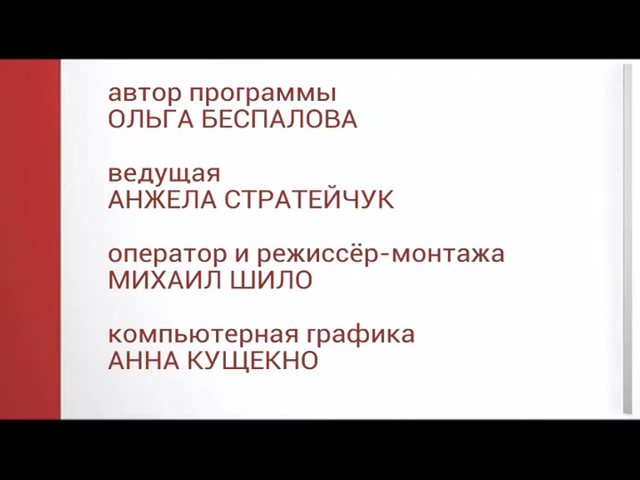 автор программы
ОЛЬГА БЕСПАЛОВА
ведущая
АНЖЕЛА СТРАТЕЙЧУК
оператор и режиссёр-монтажа
МИХАИЛ ШИЛО
компьютерная графика
АННА КУЩЕКНО